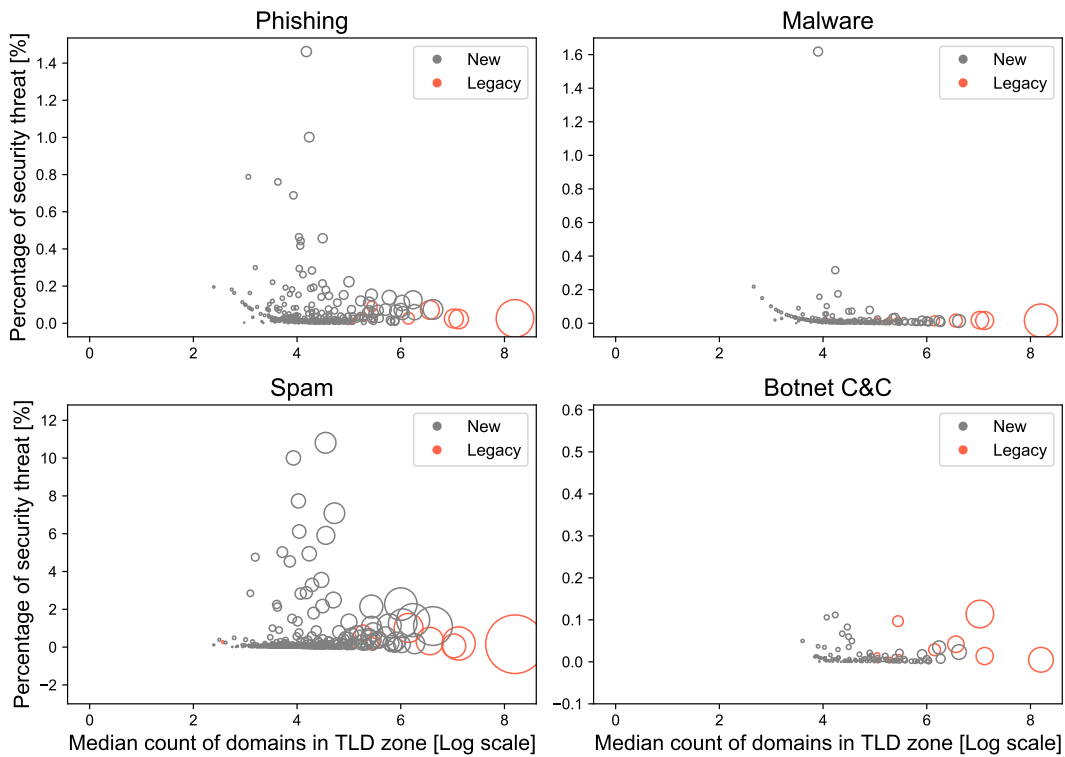 Phishing
Percentage of security threat [%]
1.4
1.2
1.0
0.8
0.6
0.4
0.2
0.0
0 2 4 6 8
New
Legacy
Malware
1.6
1.4
1.2
1.0
0.8
0.6
0.4
0.2
0.0
0 2 4 6 8
New
Legacy
Spam
Percentage of security threat [%]
12
10
8
6
4
2
0
−2
0 2 4 6 8
Median count of domains in TLD zone [Log scale]
New
Legacy
Botnet C&C
0.6
0.5
0.4
0.3
0.2
0.1
0.0
−0.1
0 2 4 6 8
Median count of domains in TLD zone [Log scale]
New
Legacy